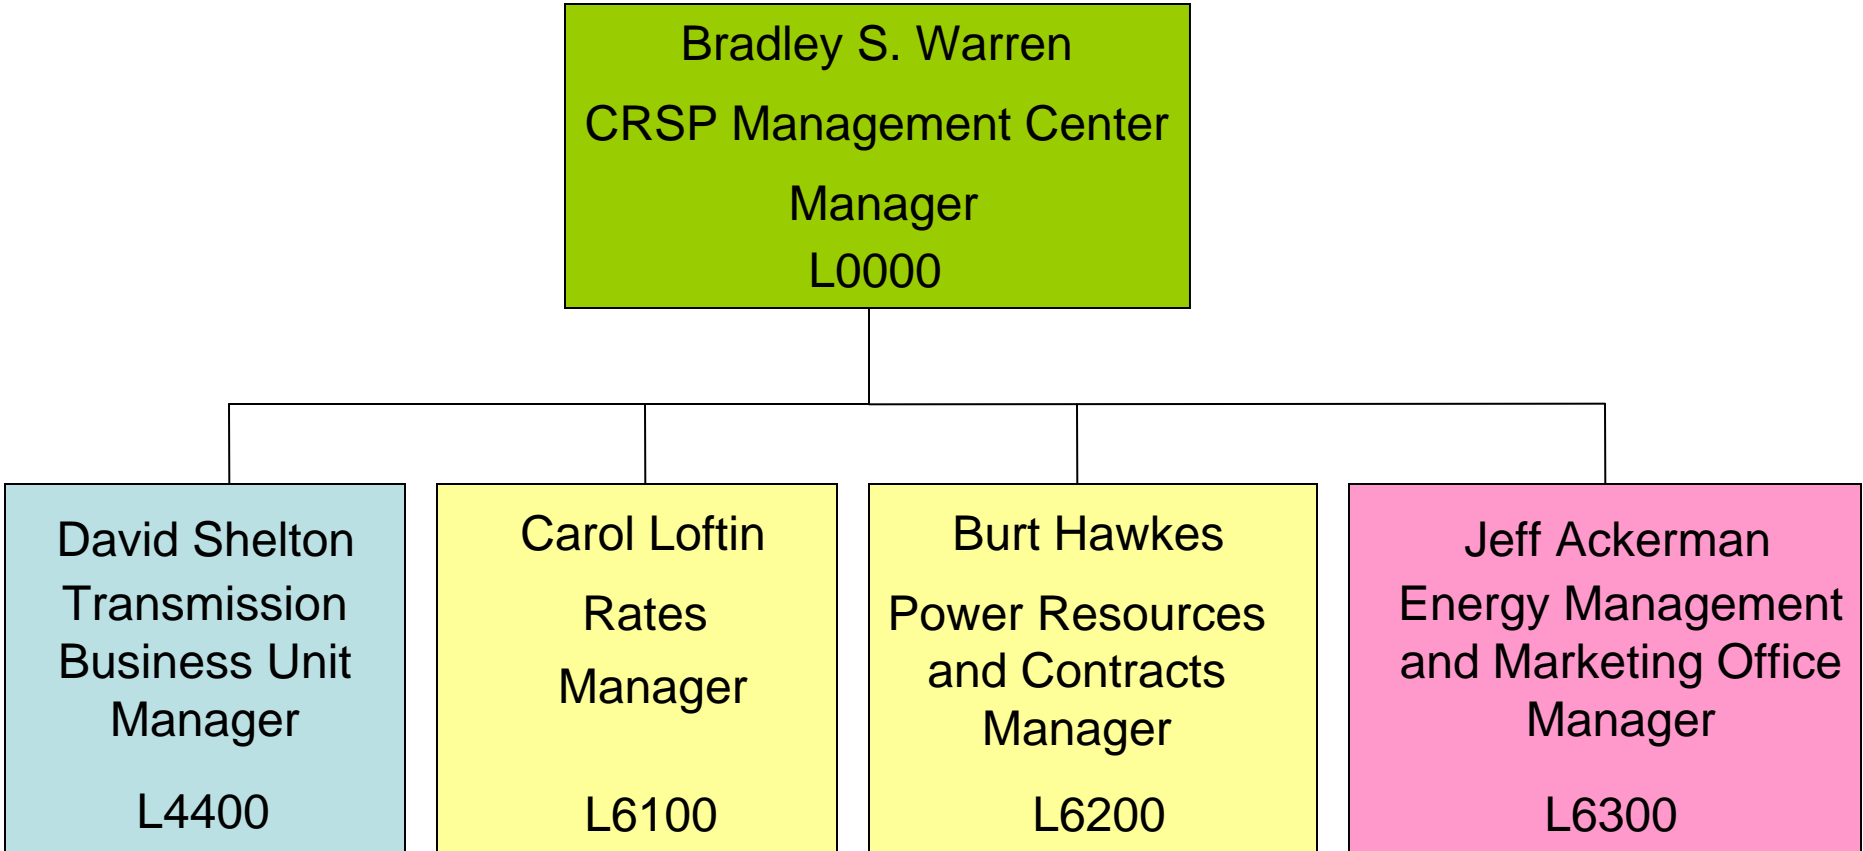 Bradley S. Warren
CRSP Management Center
Manager
L0000
David Shelton
Transmission
Business Unit
Manager
L4400
Carol Loftin
Rates
Manager
L6100
Burt Hawkes
Power Resources
and Contracts
Manager
L6200
Jeff Ackerman
Energy Management
and Marketing Office
Manager
L6300